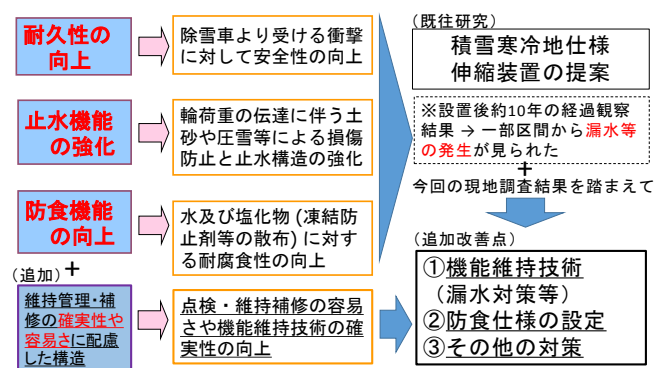 耐久性の
向上
除雪車より受ける衝撃
に対して安全性の向上
止水機能
の強化
輪荷重の伝達に伴う土
砂や圧雪等による損傷
防止と止水構造の強化
防食機能
の向上
水及び塩化物(凍結防
止剤等の散布)に対す
る耐腐食性の向上
(追加)+
維持管理・補
修の確実性や
容易さに配慮
した構造
点検・維持補修の容易
さや機能維持技術の確
実性の向上
(既往研究)
積雪寒冷地仕様
伸縮装置の提案
※設置後約10年の経過観察
結果 → 一部区間から漏水等
の発生が見られた
+
今回の現地調査結果を踏まえて
(追加改善点)
①機能維持技術
(漏水対策等)
②防食仕様の設定
③その他の対策